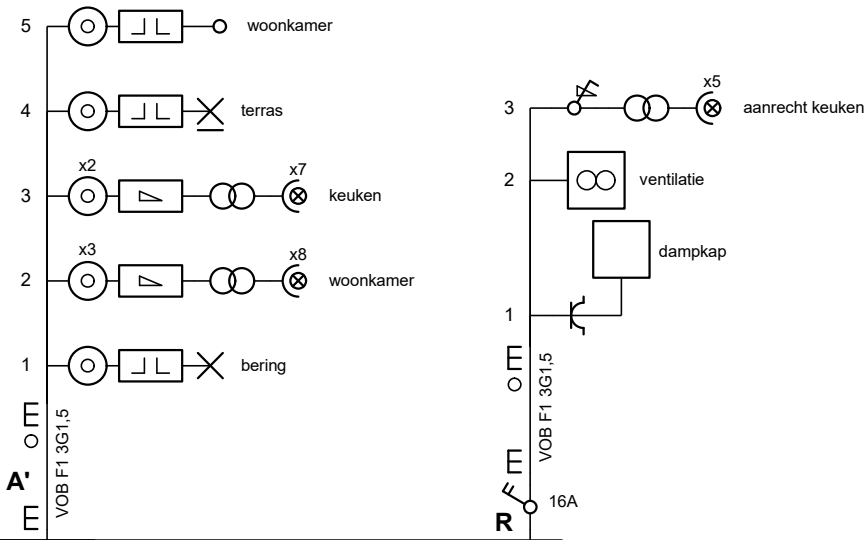 5 woonkamer
4 terras
x2 x7
3 keuken
x3 x8
2 woonkamer
1 bering
VOB F1 3G1,5
A'
x5
3 aanrecht keuken
2 ventilatie
dampkap
1
VOB F1 3G1,5
16A
R